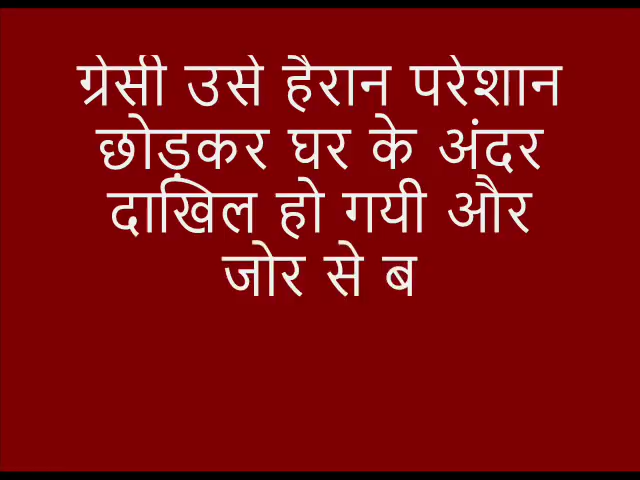 ग्रेसी उसे हैरान परेशान
छोड़कर घर के अंदर
दाखिल हो गयी और
जोर से ब